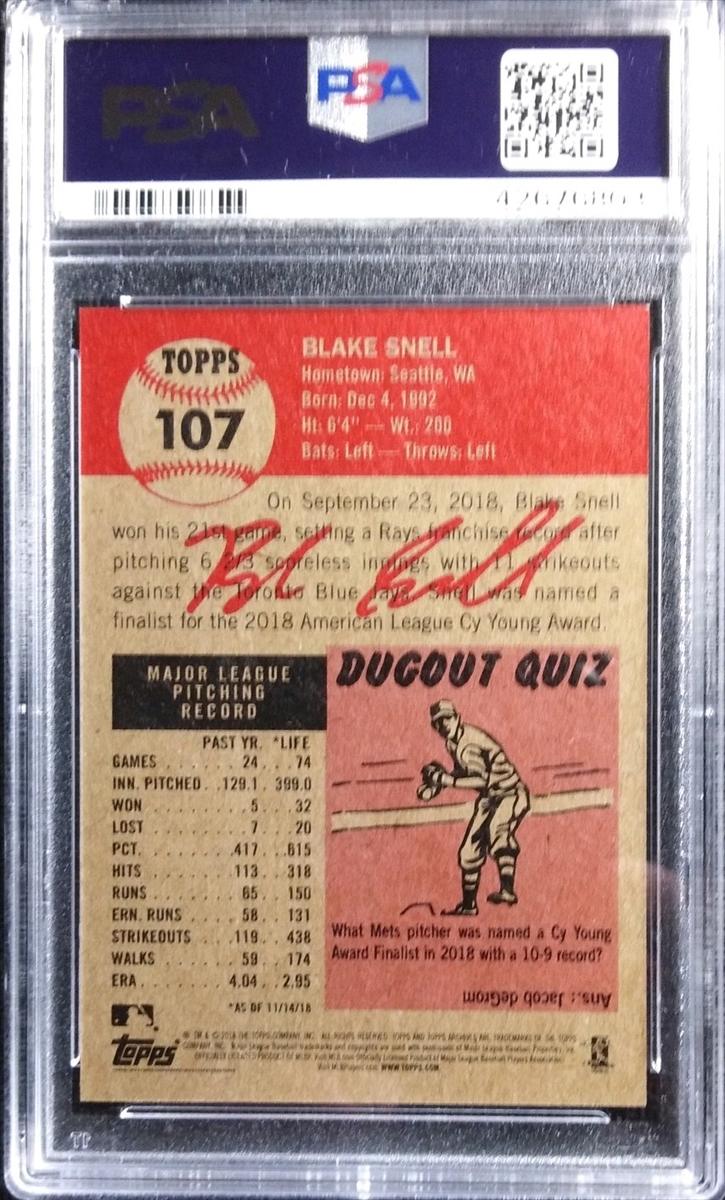 PSA
PSA
42676863
TOPPS
107
BLAKE SNELL
Hometown: Seattle, WA
Born: Dec 4, 1992
Ht: 6'4" — Wt.: 200
Bats: Left — Throws: Left
On September 23, 2018, Blake Snell
won his 21st game, setting a Rays franchise record after
pitching 6 2/3 scoreless innings with 11 strikeouts
against the Toronto Blue Jays. Snell was named a
finalist for the 2018 American League Cy Young Award.
MAJOR LEAGUE
PITCHING
RECORD
PAST YR. *LIFE
GAMES . . . . . . 24 . . 74
INN. PITCHED . . 129.1 . 399.0
WON . . . . . . . . 5 . . . 32
LOST . . . . . . . . 7 . . . 20
PCT. . . . . . . . . .417 . . .615
HITS . . . . . . . . 113 . . 318
RUNS . . . . . . . 65 . . 150
ERN. RUNS . . . . 58 . . 131
STRIKEOUTS . . . 119 . . 438
WALKS . . . . . . 59 . . 174
ERA . . . . . . . . 4.04 . . 2.95
*AS OF 11/14/18
DUGOUT QUIZ
What Mets pitcher was named a Cy Young
Award Finalist in 2018 with a 10-9 record?
Ans.: Jacob deGrom
Topps
WWW.TOPPS.COM